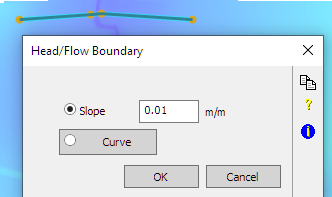 Head/Flow Boundary
Slope 0.01 m/m
Curve
OK Cancel